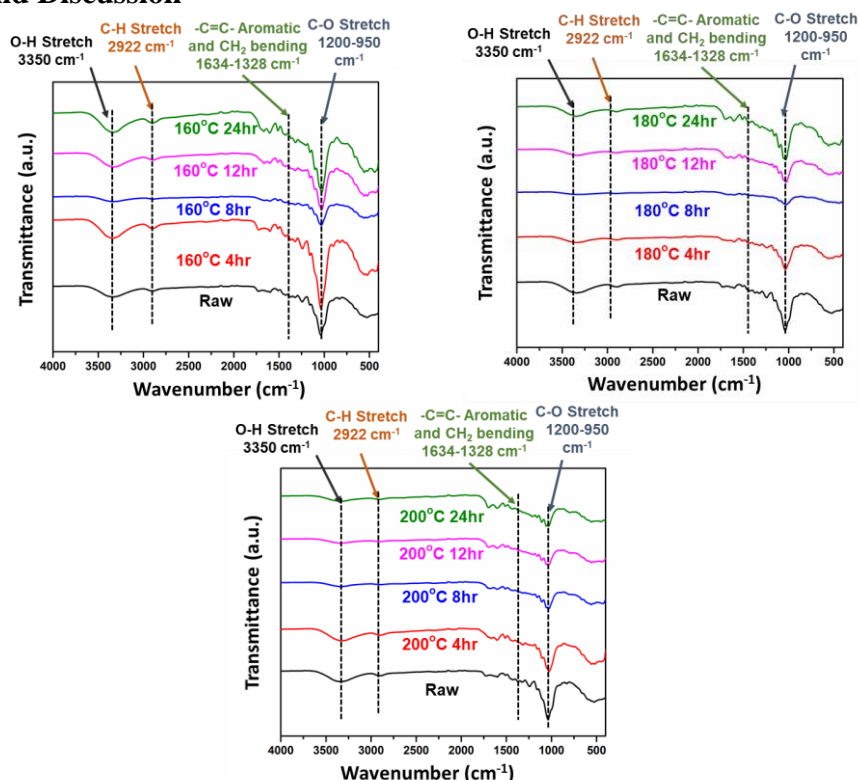 nd Discussion
O-H Stretch
3350 cm⁻¹
C-H Stretch
2922 cm⁻¹
-C=C- Aromatic
and CH₂ bending
1634-1328 cm⁻¹
C-O Stretch
1200-950
cm⁻¹
Transmittance (a.u.)
160°C 24hr
160°C 12hr
160°C 8hr
160°C 4hr
Raw
4000 3500 3000 2500 2000 1500 1000 500
Wavenumber (cm⁻¹)
O-H Stretch
3350 cm⁻¹
C-H Stretch
2922 cm⁻¹
-C=C- Aromatic
and CH₂ bending
1634-1328 cm⁻¹
C-O Stretch
1200-950
cm⁻¹
Transmittance (a.u.)
180°C 24hr
180°C 12hr
180°C 8hr
180°C 4hr
Raw
4000 3500 3000 2500 2000 1500 1000 500
Wavenumber (cm⁻¹)
O-H Stretch
3350 cm⁻¹
C-H Stretch
2922 cm⁻¹
-C=C- Aromatic
and CH₂ bending
1634-1328 cm⁻¹
C-O Stretch
1200-950
cm⁻¹
Transmittance (a.u.)
200°C 24hr
200°C 12hr
200°C 8hr
200°C 4hr
Raw
4000 3500 3000 2500 2000 1500 1000 500
Wavenumber (cm⁻¹)